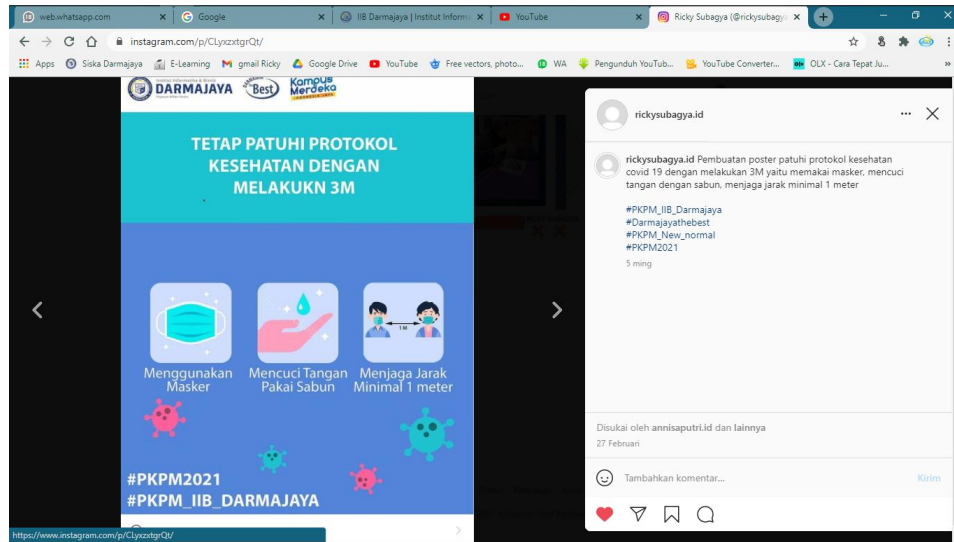 web.whatsapp.com
Google
IIB Darmajaya | Institut Inform
YouTube
Ricky Subagya (@rickysubagy
instagram.com/p/CLyxzxtgrQt/
Apps
Siska Darmajaya
E-Learning
gmail Ricky
Google Drive
YouTube
Free vectors, photo...
WA
Pengunduh YouTub...
YouTube Converter...
OLX - Cara Tepat Ju...
DARMAJAYA
Best
Kampus
Merdeka
TETAP PATUHI PROTOKOL
KESEHATAN DENGAN
MELAKUKN 3M
1 M
Menggunakan
Masker
Mencuci Tangan
Pakai Sabun
Menjaga Jarak
Minimal 1 meter
#PKPM2021
#PKPM_IIB_DARMAJAYA
rickysubagya.id
rickysubagya.id Pembuatan poster patuhi protokol kesehatan
covid 19 dengan melakukan 3M yaitu memakai masker, mencuci
tangan dengan sabun, menjaga jarak minimal 1 meter
#PKPM_IIB_Darmajaya
#Darmajayathebest
#PKPM_New_normal
#PKPM2021
5 ming
Disukai oleh annisaputri.id dan lainnya
27 Februari
Tambahkan komentar...
Kirim
https://www.instagram.com/p/CLyxzxtgrQt/